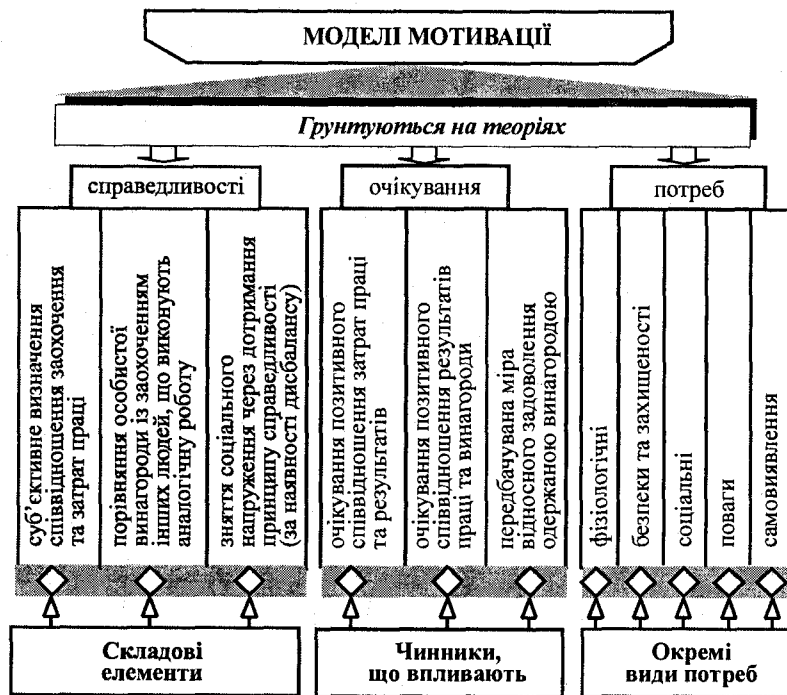 МОДЕЛІ МОТИВАЦІЇ
Грунтуються на теоріях
справедливості
очікування
потреб
суб’єктивне визначення
співвідношення заохочення
та затрат праці
порівняння особистої
винагороди із заохоченням
інших людей, що виконують
аналогічну роботу
зняття соціального
напруження через дотримання
принципу справедливості
(за наявності дисбалансу)
очікування позитивного
співвідношення затрат праці
та результатів
очікування позитивного
співвідношення результатів
праці та винагороди
передбачувана міра
відносного задоволення
одержаною винагородою
фізіологічні
безпеки та захищеності
соціальні
поваги
самовиявлення
Складові
елементи
Чинники,
що впливають
Окремі
види потреб